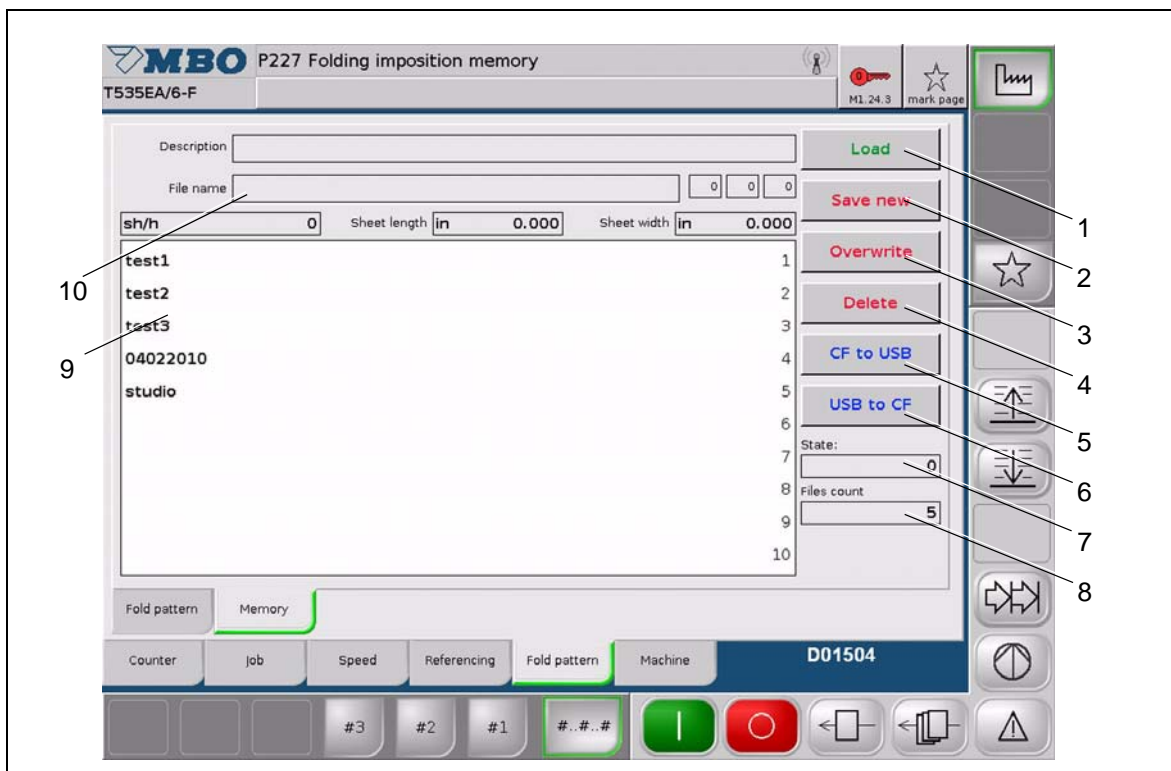 MBO P227 Folding imposition memory
T535EA/6-F
M1.24.3 mark page
Description
Load
File name 0 0 0
Save new
sh/h 0 Sheet length in 0.000 Sheet width in 0.000
test1 1
Overwrite
test2 2
Delete
test3 3
04022010 4
CF to USB
studio 5
USB to CF
6
State:
7
0
8
Files count
9
5
10
Fold pattern Memory
Counter Job Speed Referencing Fold pattern Machine D01504
#3 #2 #1 #..#..#
1
2
3
4
5
6
7
8
9
10